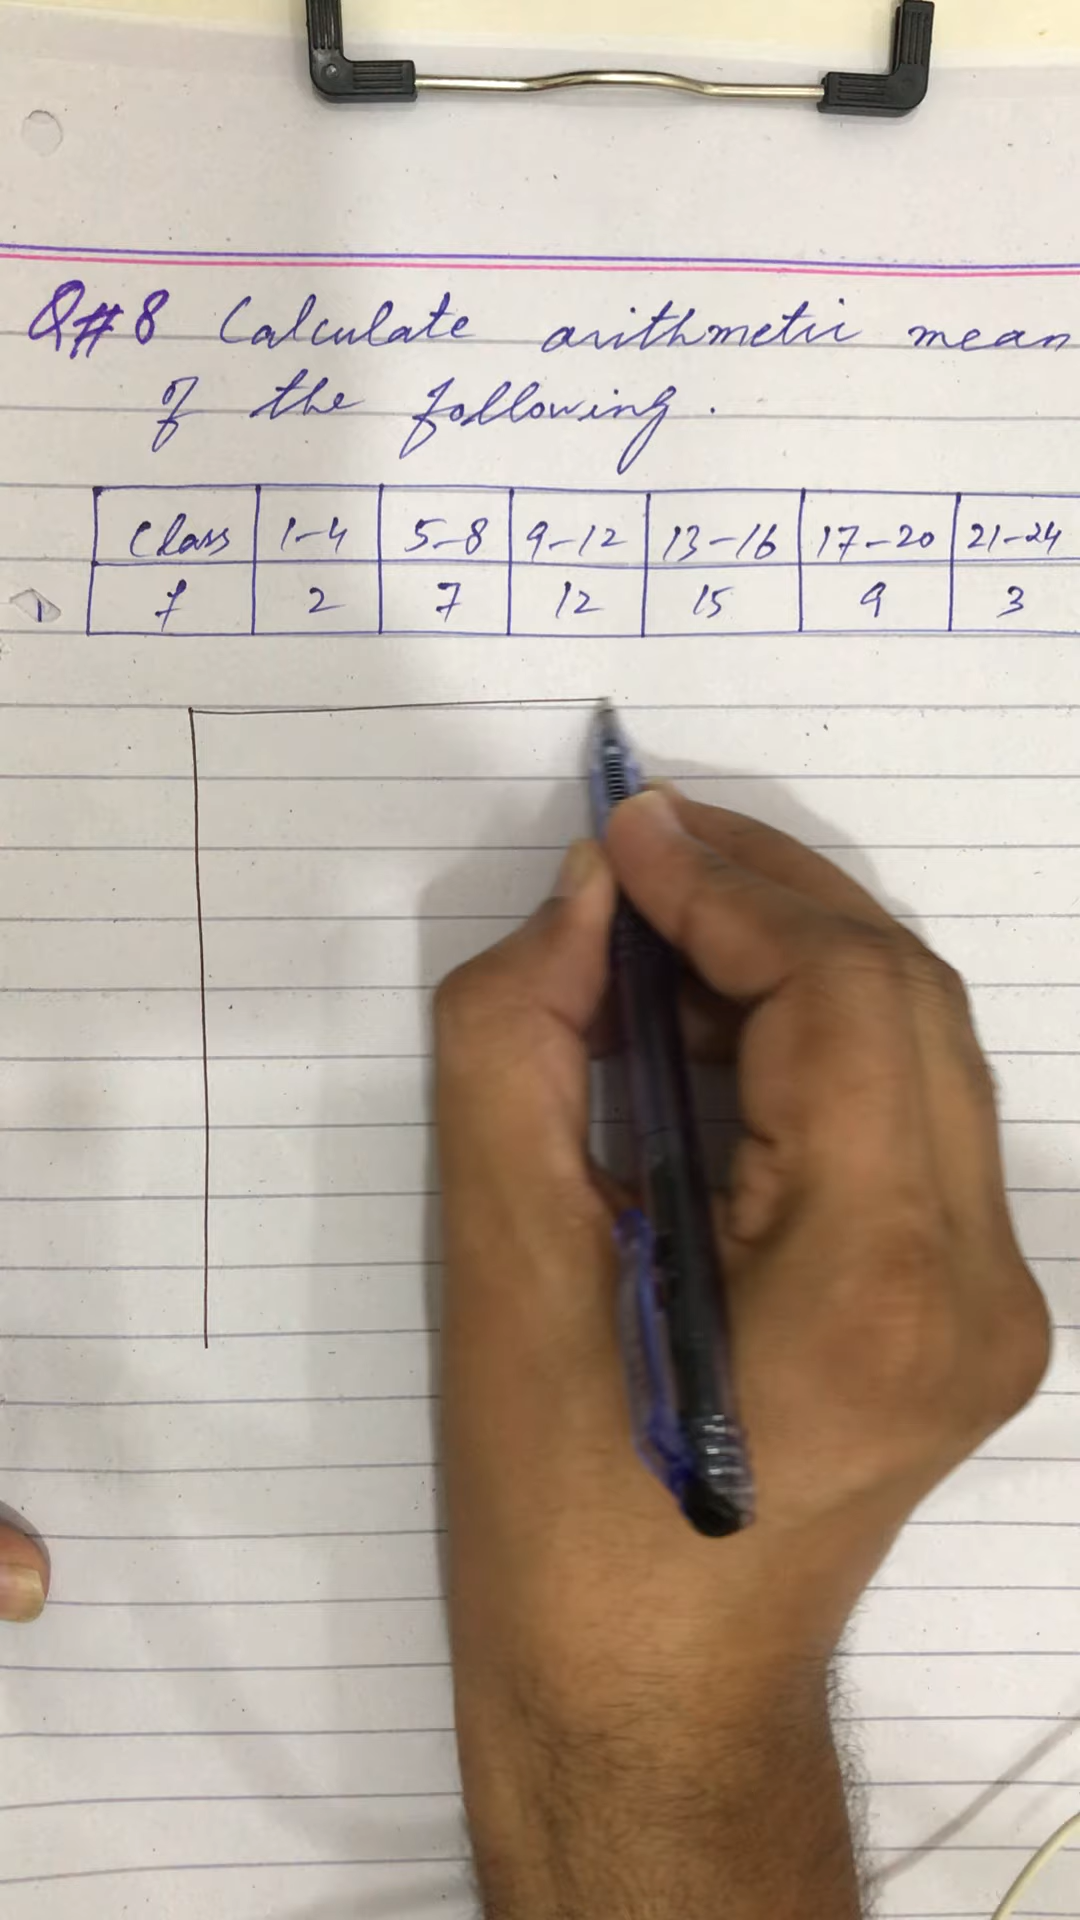 Q#8 Calculate arithmetic mean
of the following.
Class 1-4 5-8 9-12 13-16 17-20 21-24
f 2 7 12 15 9 3